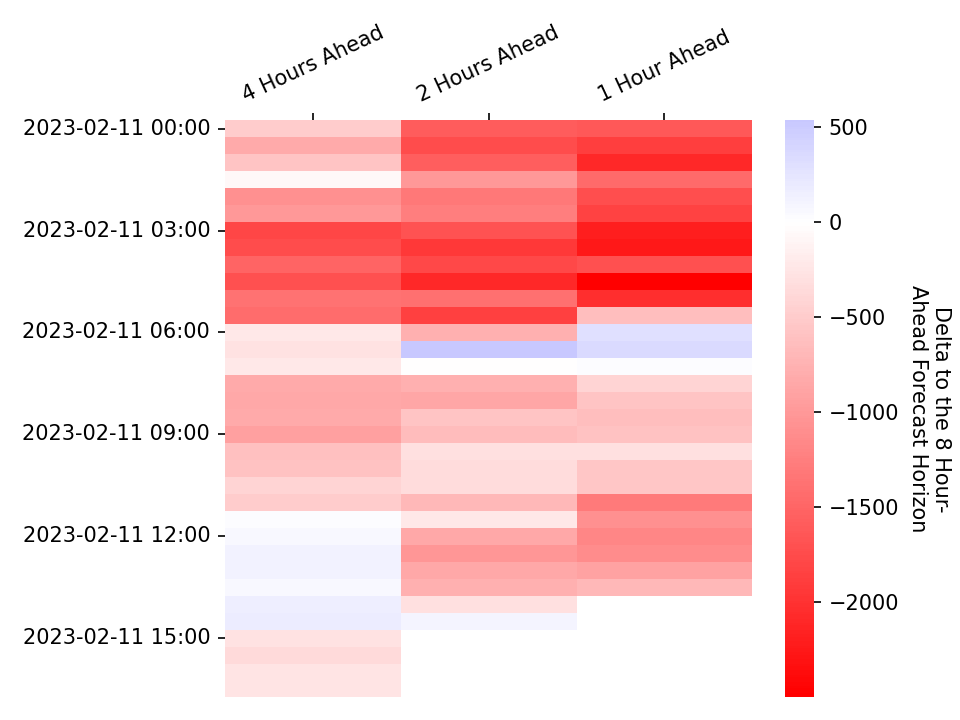 4 Hours Ahead
2 Hours Ahead
1 Hour Ahead
2023-02-11 00:00
2023-02-11 03:00
2023-02-11 06:00
2023-02-11 09:00
2023-02-11 12:00
2023-02-11 15:00
500
0
−500
−1000
−1500
−2000
Delta to the 8 Hour-
Ahead Forecast Horizon